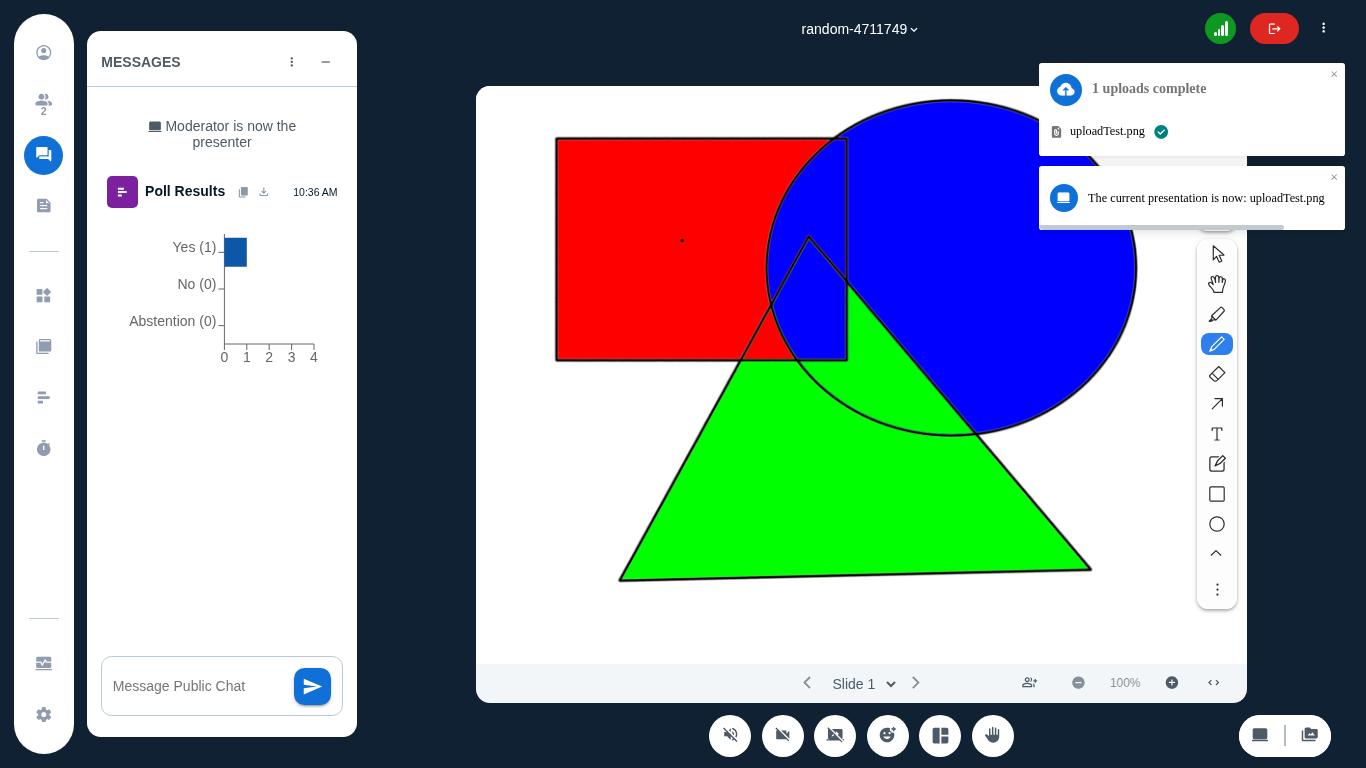 random-4711749
MESSAGES
2
Moderator is now the
presenter
Poll Results
10:36 AM
Yes (1)
No (0)
Abstention (0)
0 1 2 3 4
Message Public Chat
1 uploads complete
uploadTest.png
The current presentation is now: uploadTest.png
T
Slide 1
100%